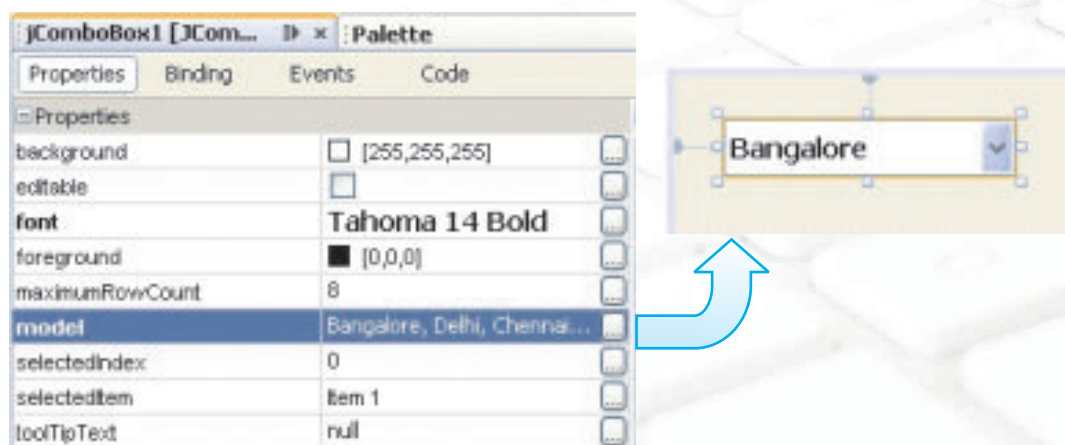 jComboBox1 [JCom... Palette
Properties Binding Events Code
Properties
background [255,255,255] ...
editable ...
font Tahoma 14 Bold ...
foreground [0,0,0] ...
maximumRowCount 8 ...
model Bangalore, Delhi, Chennai... ...
selectedIndex 0 ...
selectedItem Item 1 ...
toolTipText null ...
Bangalore